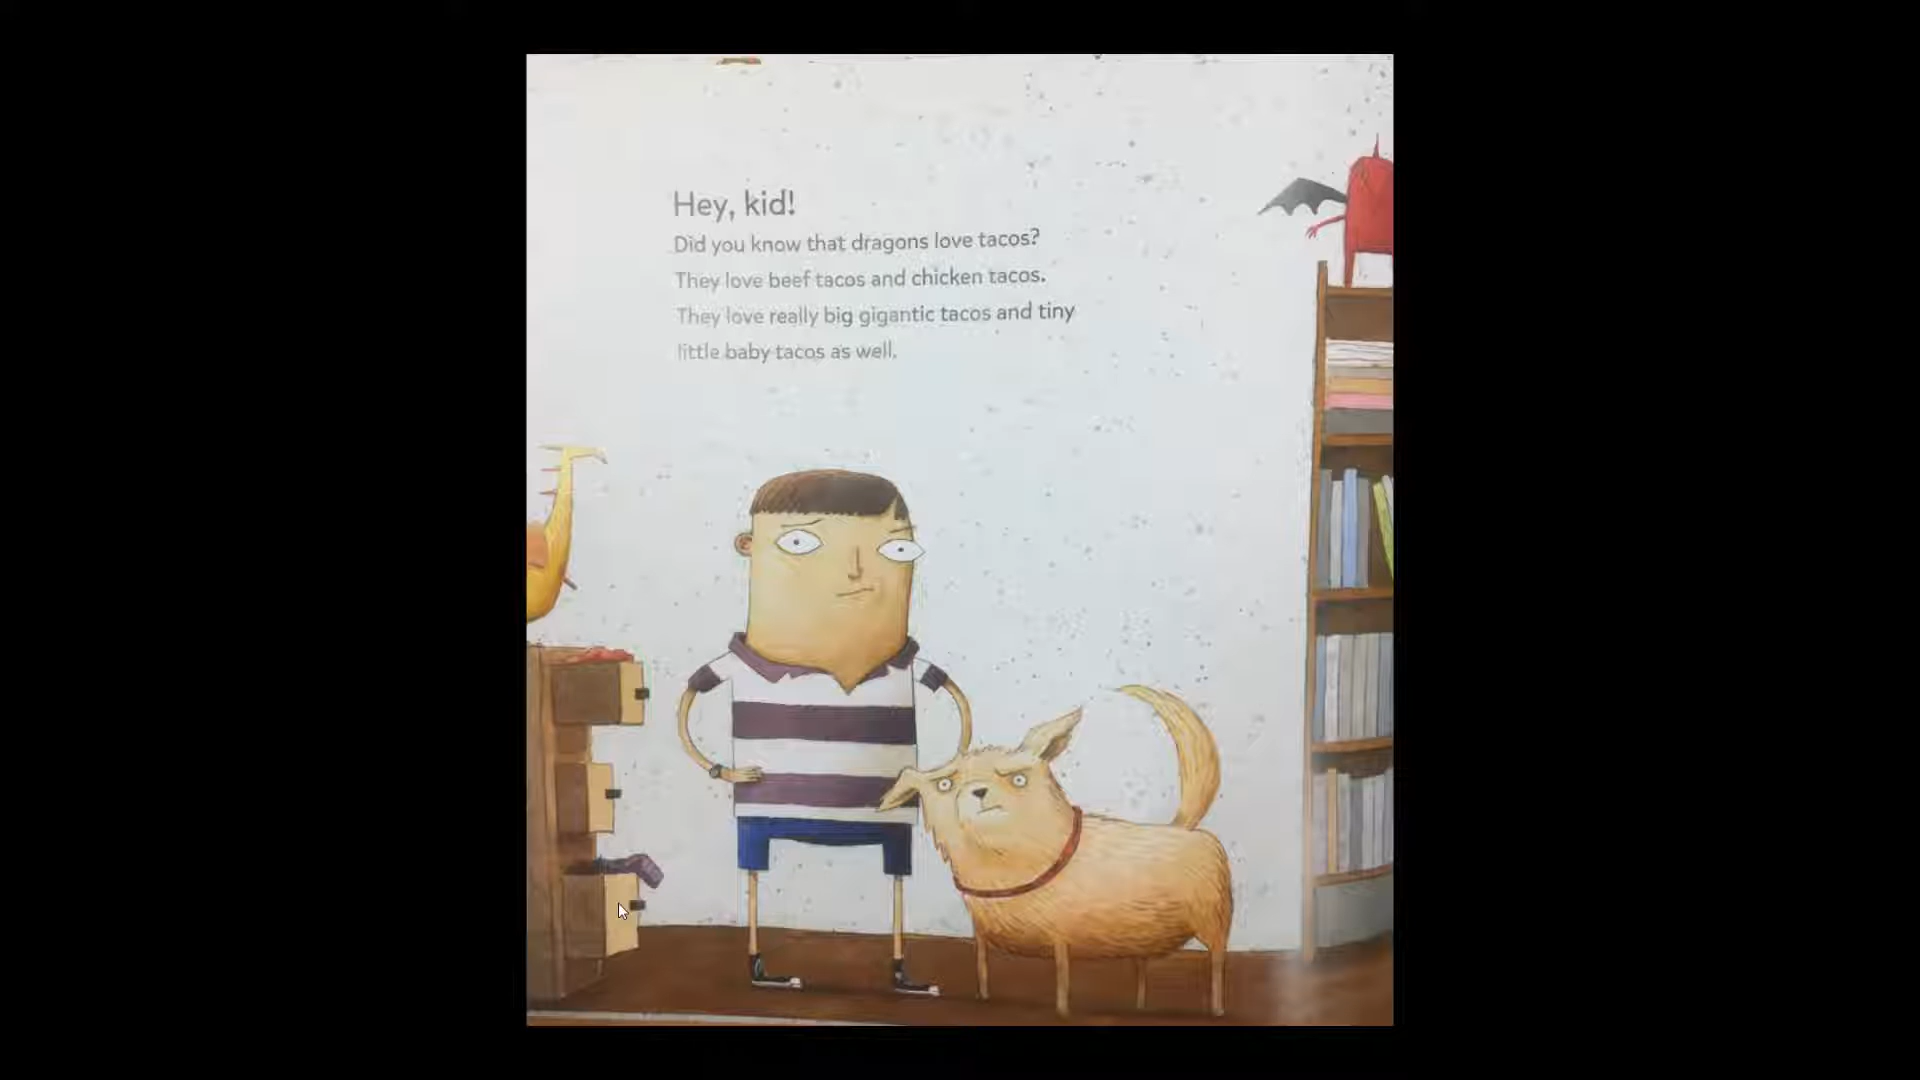 Hey, kid!
Did you know that dragons love tacos?
They love beef tacos and chicken tacos.
They love really big gigantic tacos and tiny
little baby tacos as well.